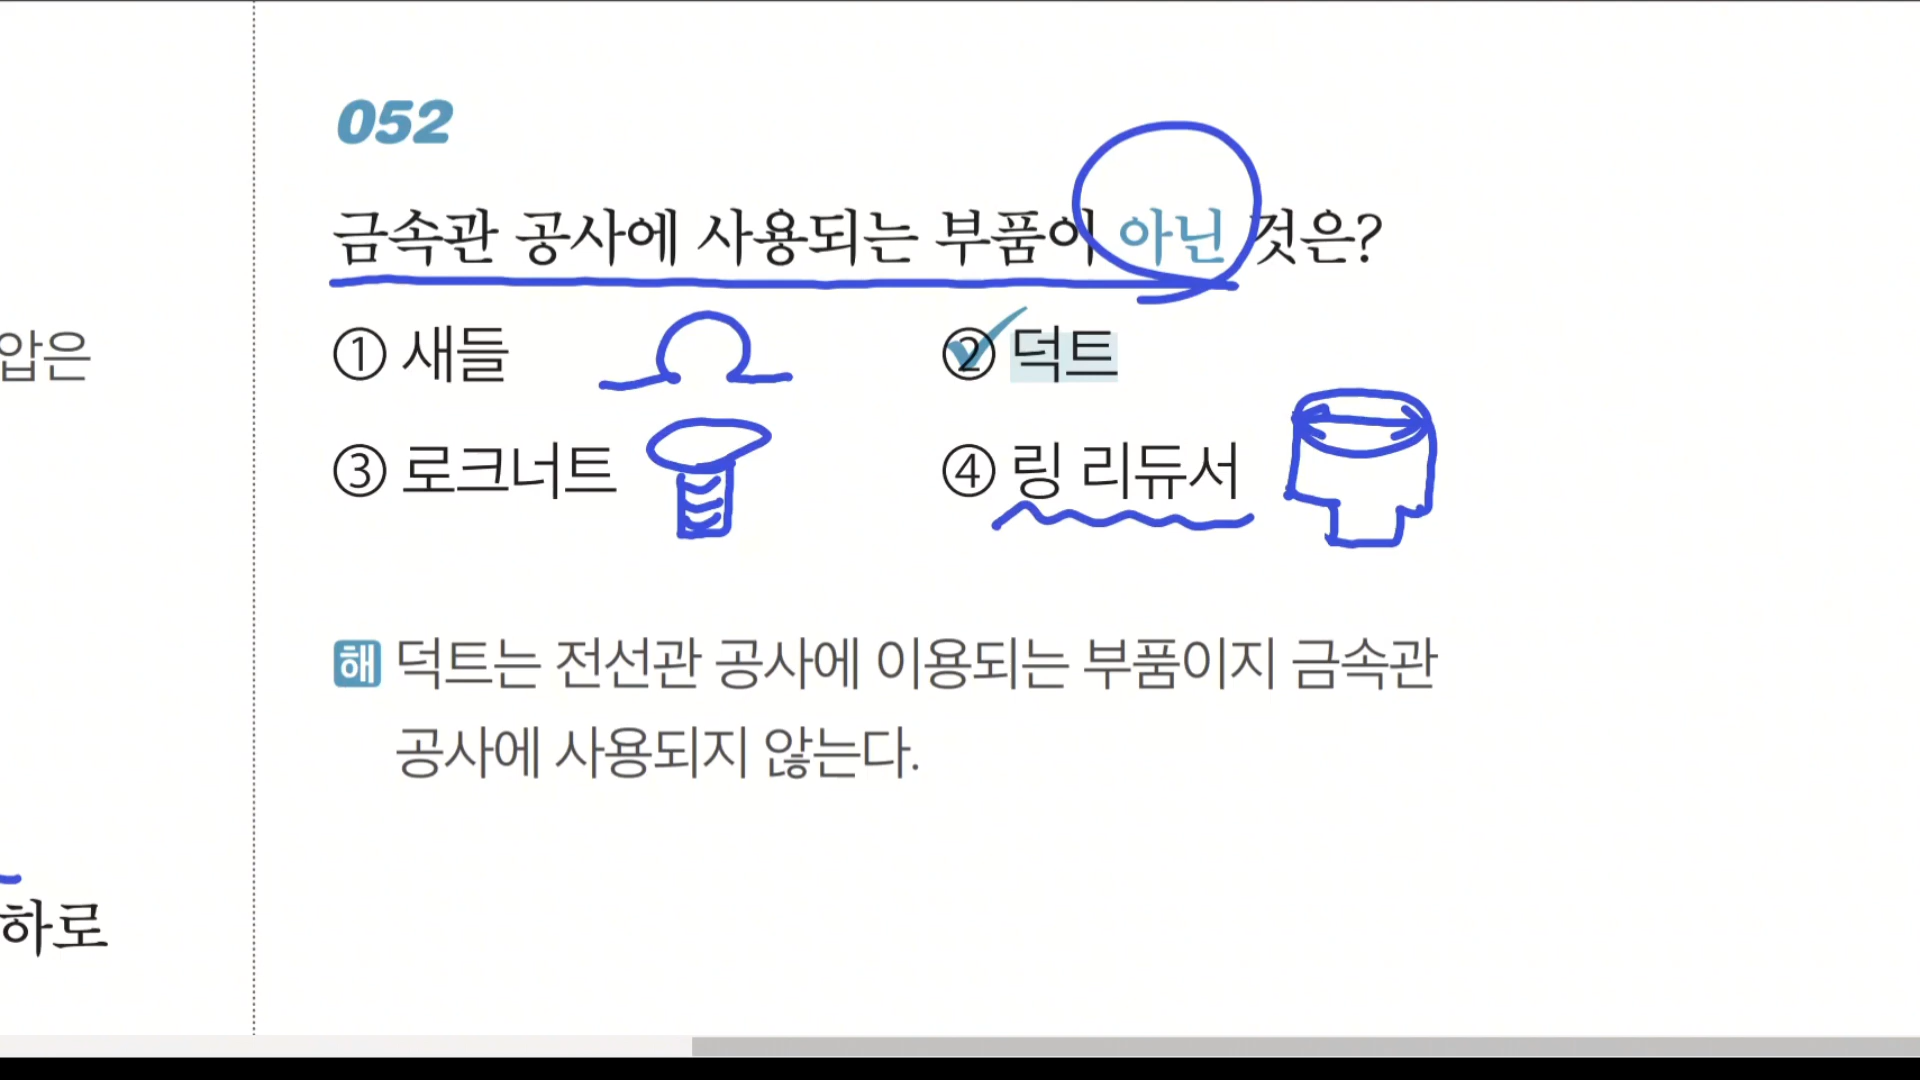 052
금속관 공사에 사용되는 부품이 아닌 것은?
① 새들 ② 덕트
압은
③ 로크너트 ④ 링 리듀서
해 덕트는 전선관 공사에 이용되는 부품이지 금속관
공사에 사용되지 않는다.
하로